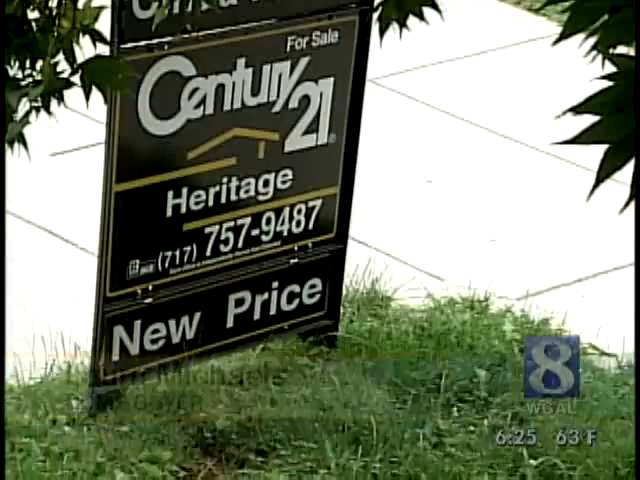 For Sale
Century 21
Heritage
(717) 757-9487
New Price
8
WGAL
6:25 63°F